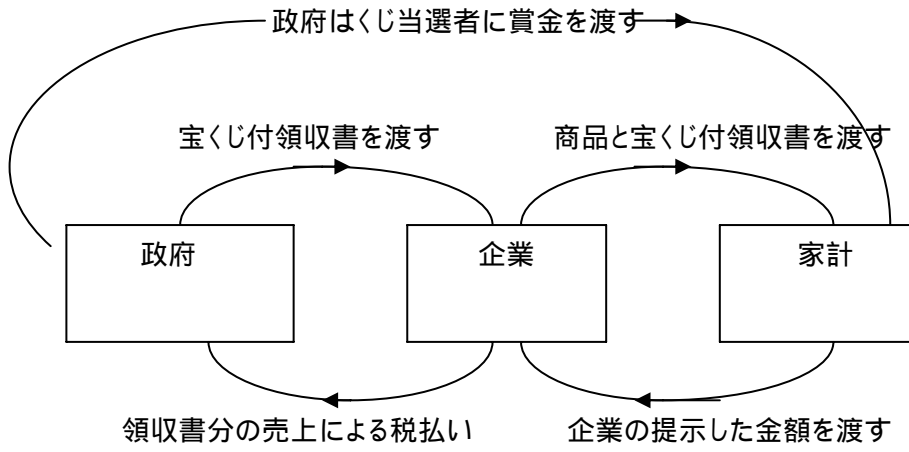 政府はくじ当選者に賞金を渡す
宝くじ付領収書を渡す
商品と宝くじ付領収書を渡す
政府
企業
家計
領収書分の売上による税払い
企業の提示した金額を渡す